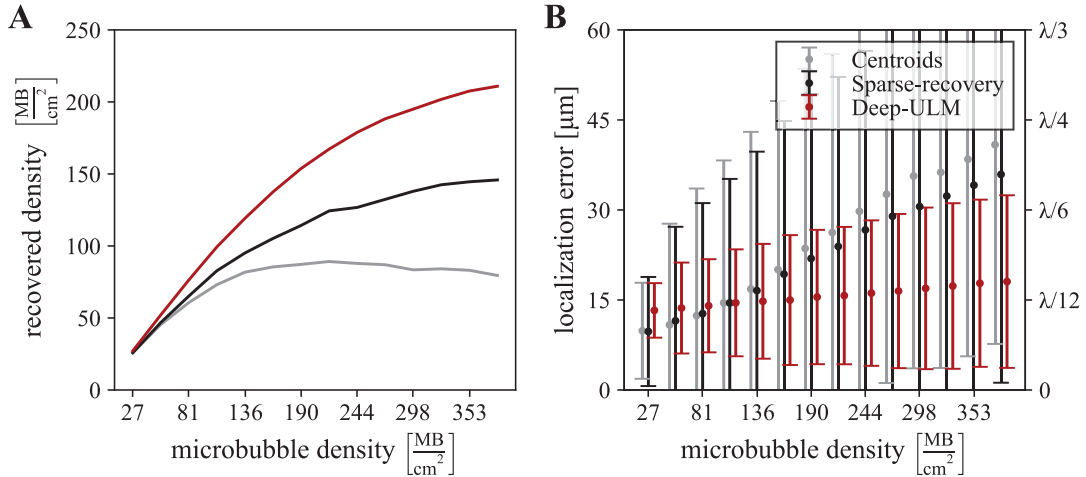 A
250
200
150
100
50
0
recovered density [MB/cm²]
27 81 136 190 244 298 353
microbubble density [MB/cm²]
B
60
45
30
15
0
localization error [μm]
Centroids
Sparse-recovery
Deep-ULM
λ/3
λ/4
λ/6
λ/12
0
27 81 136 190 244 298 353
microbubble density [MB/cm²]